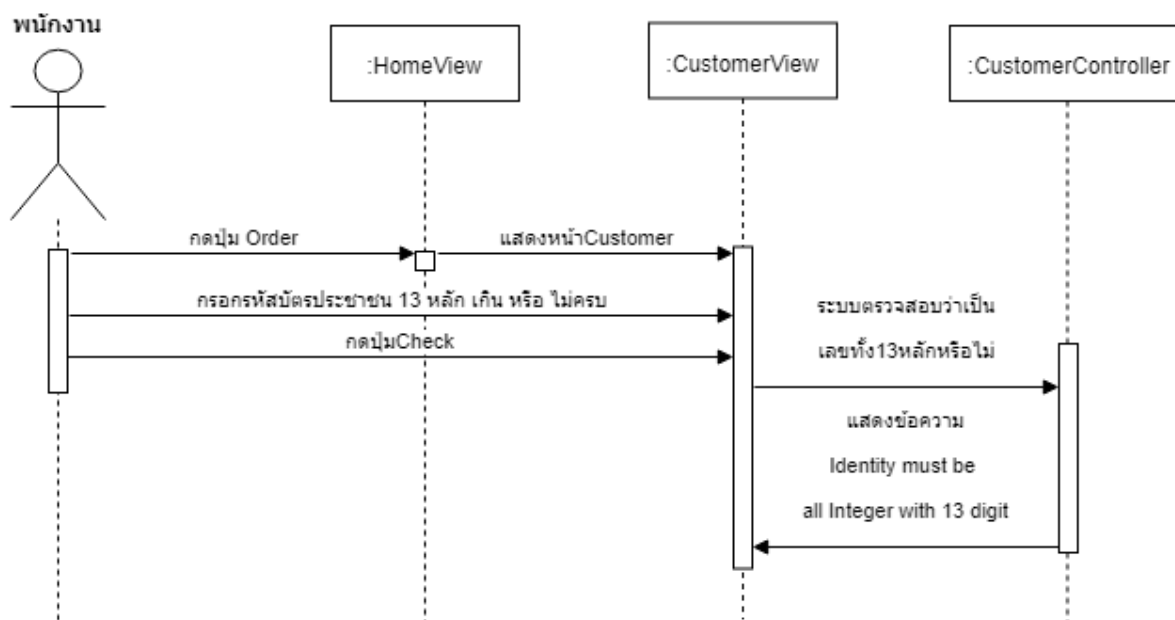 พนักงาน
:HomeView
:CustomerView
:CustomerController
กดปุ่ม Order
แสดงหน้าCustomer
กรอกรหัสบัตรประชาชน 13 หลัก เกิน หรือ ไม่ครบ
กดปุ่มCheck
ระบบตรวจสอบว่าเป็น
เลขทั้ง13หลักหรือไม่
แสดงข้อความ
Identity must be
all Integer with 13 digit